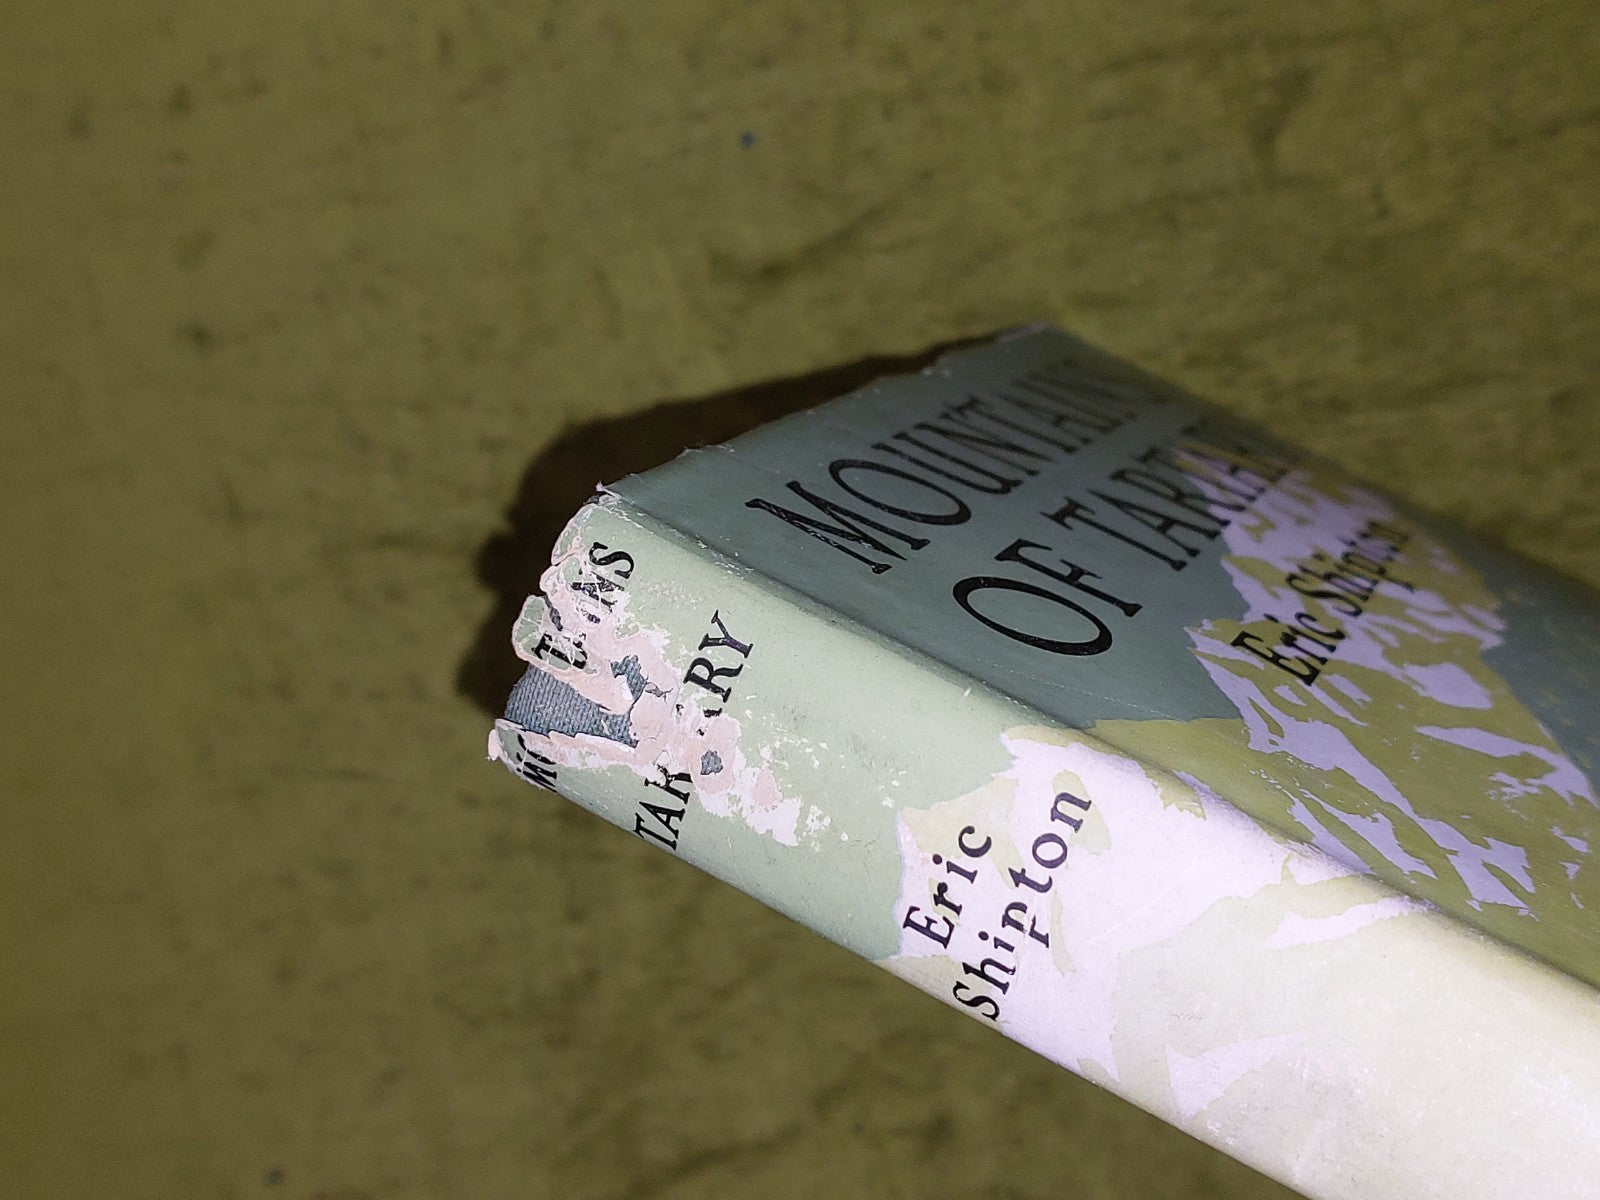 MOUNTAINS
OF TARTARY
Eric Shipton
TARTARY
Eric
Shipton